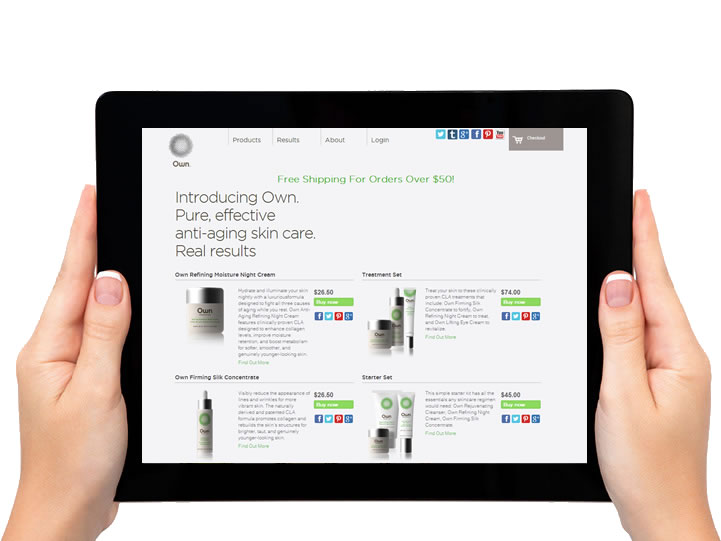 Own.
Products
Results
About
Login
Checkout
Free Shipping For Orders Over $50!
Introducing Own.
Pure, effective
anti-aging skin care.
Real results
Own Refining Moisture Night Cream
Own.
Hydrate and illuminate your skin
nightly with a luxuriousformula
designed to fight all three causes
of aging while you rest. Own Anti-
Aging Refining Night Cream
features clinically proven CLA
designed to enhance collagen
levels, improve moisture
retention, and boost metabolism
for softer, smoother, and
genuinely younger-looking skin.
Find Out More
$26.50
Buy now
Treatment Set
Treat your skin to these clinically
proven CLA treatments that
include: Own Firming Silk
Concentrate to fortify, Own
Refining Night Cream to treat,
and Own Lifting Eye Cream to
revitalize.
Find Out More
$74.00
Buy now
Own Firming Silk Concentrate
Visibly reduce the appearance of
lines and wrinkles for more
vibrant skin. The naturally
derived and patented CLA
formula promotes collagen and
rebuilds the skin's structures for
brighter, taut, and genuinely
younger-looking skin.
Find Out More
$26.50
Buy now
Starter Set
Own.
This simple starter kit has all the
essentials any skincare regimen
would need: Own Rejuvenating
Cleanser, Own Refining Night
Cream, Own Firming Silk
Concentrate.
Find Out More
$45.00
Buy now